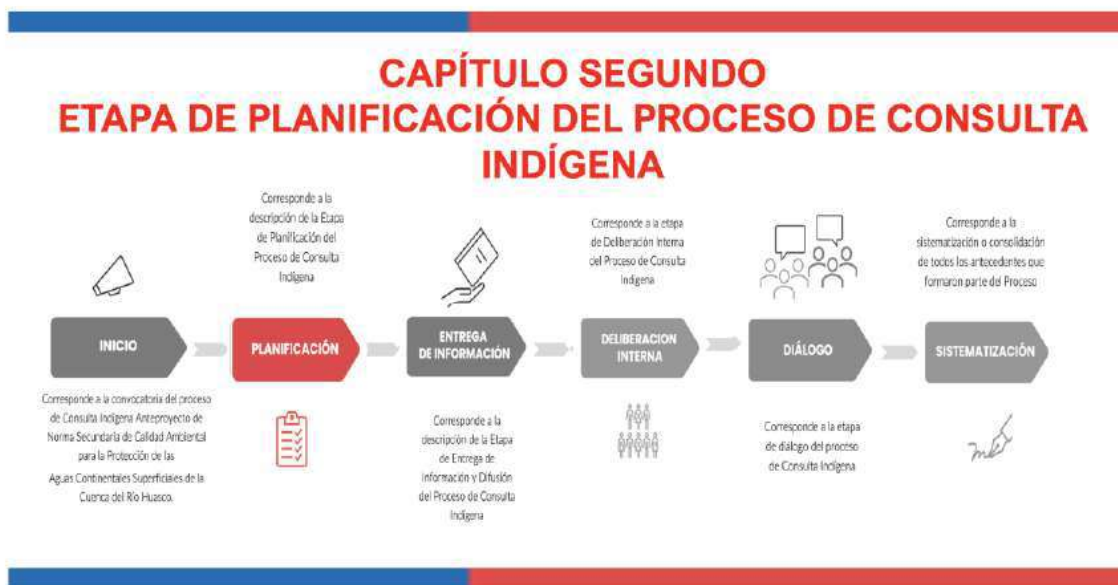 CAPÍTULO SEGUNDO
ETAPA DE PLANIFICACIÓN DEL PROCESO DE CONSULTA
INDÍGENA
INICIO
Corresponde a la convocatoria del proceso
de Consulta Indígena Anteproyecto de
Norma Secundaria de Calidad Ambiental
para la Protección de las
Aguas Continentales Superficiales de la
Cuenca del Río Huasco.
Corresponde a la
descripción de la Etapa
de Planificación del
Proceso de Consulta
Indígena
PLANIFICACIÓN
ENTREGA
DE INFORMACIÓN
Corresponde a la
descripción de la Etapa
de Entrega de
Información y Difusión
del Proceso de Consulta
Indígena
Corresponde a la etapa
de Deliberación Interna
del Proceso de Consulta
Indígena
DELIBERACION
INTERNA
DIÁLOGO
Corresponde a la etapa
de diálogo del proceso
de Consulta Indígena
Corresponde a la
sistematización o consolidación
de todos los antecedentes que
formaron parte del Proceso
SISTEMATIZACIÓN